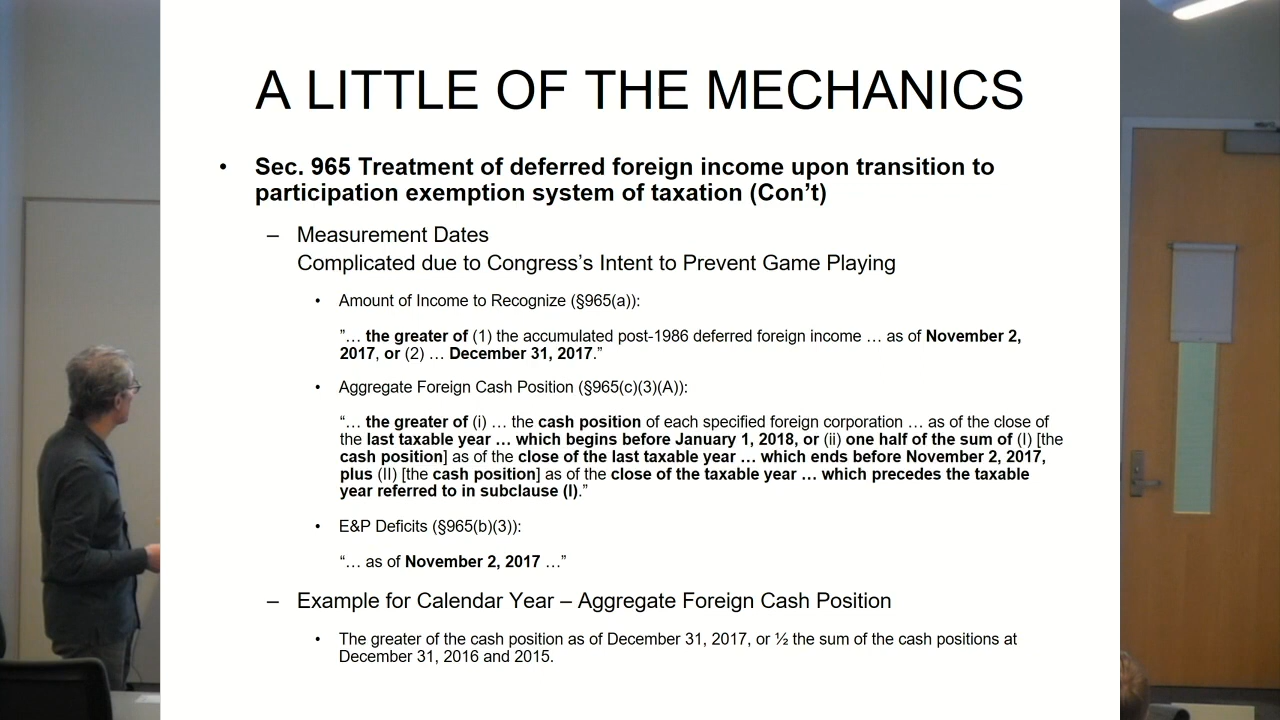 A LITTLE OF THE MECHANICS
• Sec. 965 Treatment of deferred foreign income upon transition to
participation exemption system of taxation (Con’t)
– Measurement Dates
Complicated due to Congress’s Intent to Prevent Game Playing
• Amount of Income to Recognize (§965(a)):
”… the greater of (1) the accumulated post-1986 deferred foreign income … as of November 2,
2017, or (2) … December 31, 2017.”
• Aggregate Foreign Cash Position (§965(c)(3)(A)):
“… the greater of (i) … the cash position of each specified foreign corporation … as of the close of
the last taxable year … which begins before January 1, 2018, or (ii) one half of the sum of (I) [the
cash position] as of the close of the last taxable year … which ends before November 2, 2017,
plus (II) [the cash position] as of the close of the taxable year … which precedes the taxable
year referred to in subclause (I).”
• E&P Deficits (§965(b)(3)):
“… as of November 2, 2017 …”
– Example for Calendar Year – Aggregate Foreign Cash Position
• The greater of the cash position as of December 31, 2017, or ½ the sum of the cash positions at
December 31, 2016 and 2015.